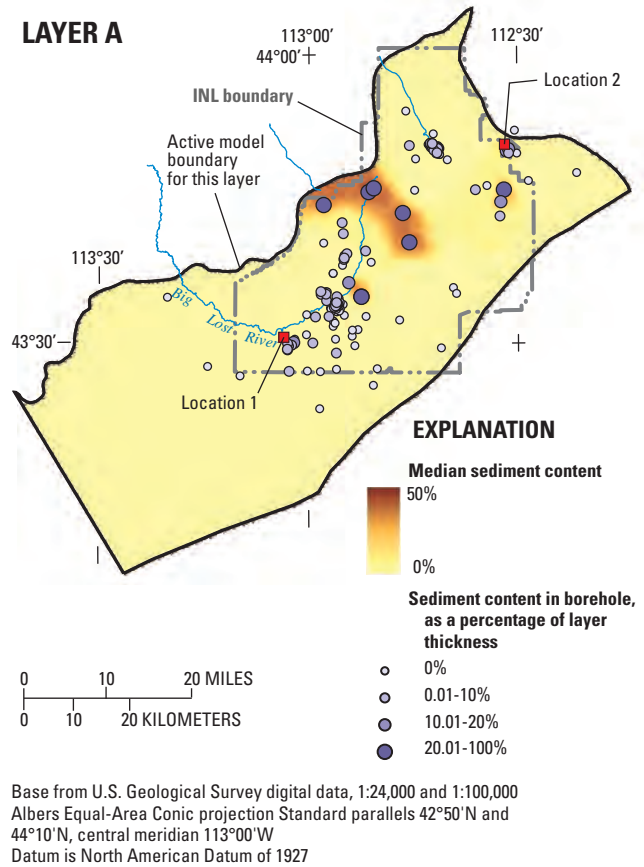 LAYER A
113°00'
44°00'
112°30'
Location 2
INL boundary
Active model
boundary
for this layer
113°30'
Big Lost River
43°30'
Location 1
EXPLANATION
Median sediment content
50%
0%
Sediment content in borehole,
as a percentage of layer
thickness
0%
0.01-10%
10.01-20%
20.01-100%
0 10 20 MILES
0 10 20 KILOMETERS
Base from U.S. Geological Survey digital data, 1:24,000 and 1:100,000
Albers Equal-Area Conic projection Standard parallels 42°50'N and
44°10'N, central meridian 113°00'W
Datum is North American Datum of 1927